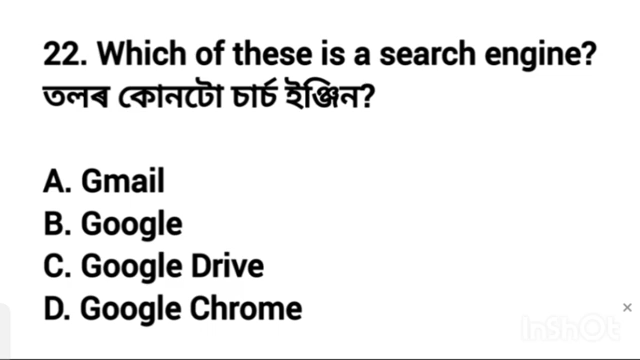 22. Which of these is a search engine?
তলৰ কোনটো চাৰ্চ ইঞ্জিন?
A. Gmail
B. Google
C. Google Drive
D. Google Chrome
InShOt